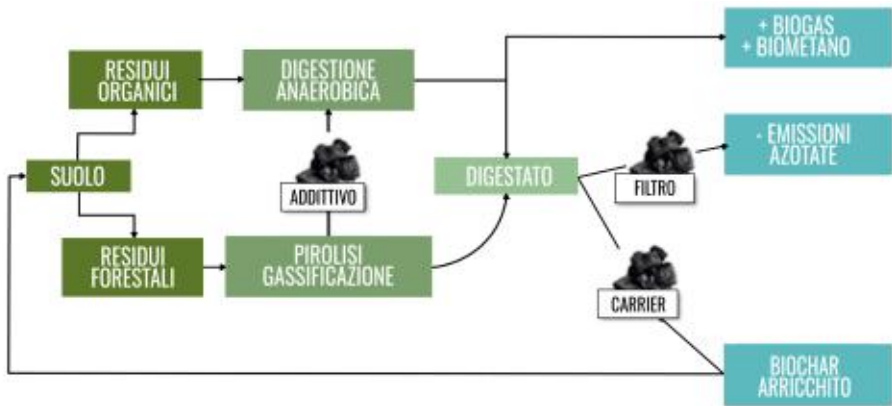 + BIOGAS
+ BIOMETANO
RESIDUI
ORGANICI
DIGESTIONE
ANAEROBICA
- EMISSIONI
AZOTATE
SUOLO
ADDITTIVO
DIGESTATO
FILTRO
RESIDUI
FORESTALI
PIROLISI
GASSIFICAZIONE
CARRIER
BIOCHAR
ARRICCHITO